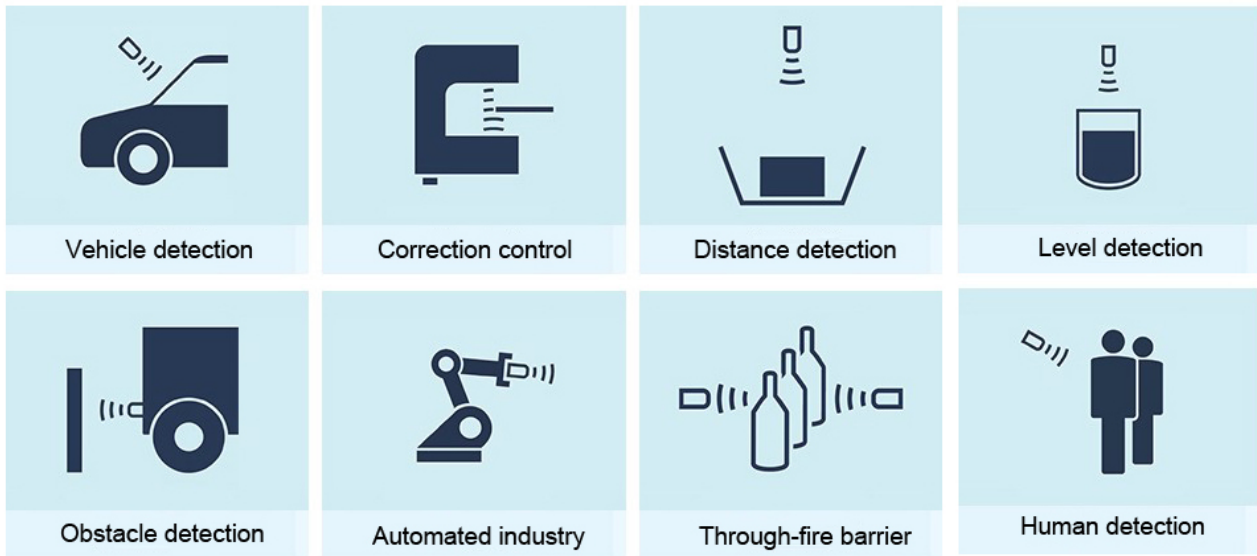 Vehicle detection
Correction control
Distance detection
Level detection
Obstacle detection
Automated industry
Through-fire barrier
Human detection